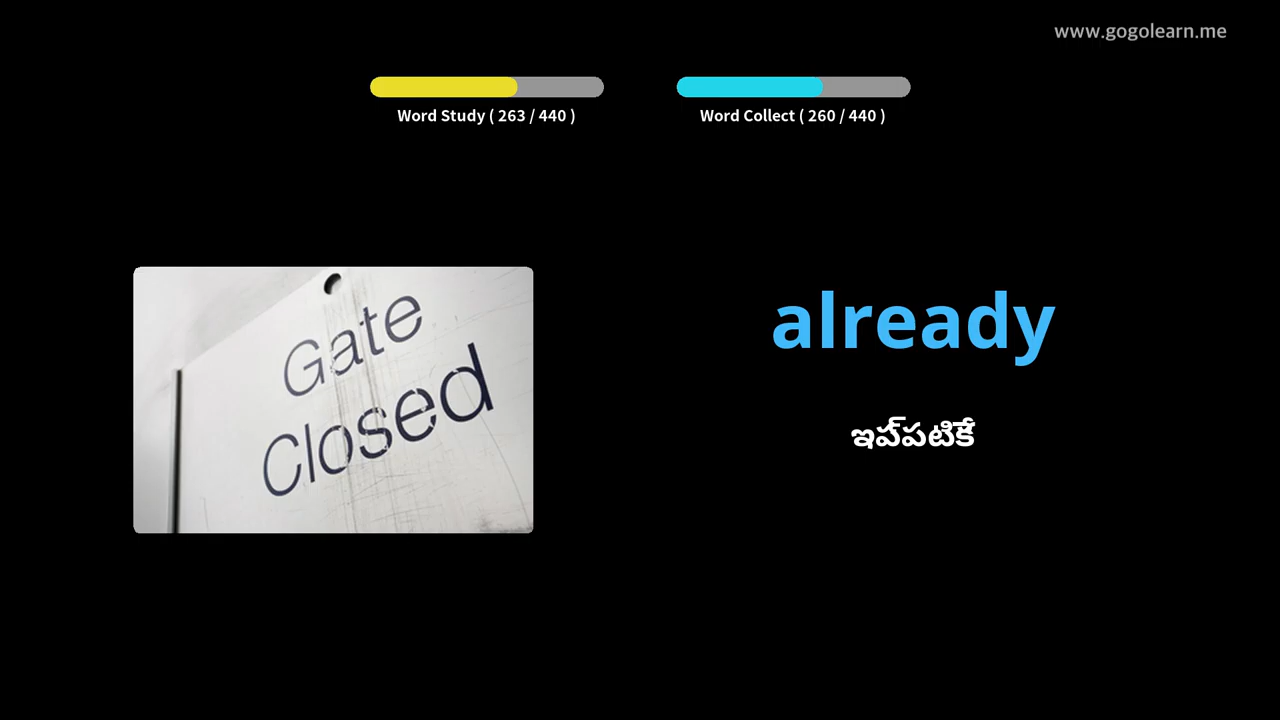 www.gogolearn.me
Word Study ( 263 / 440 )
Word Collect ( 260 / 440 )
Gate
Closed
already
ఇప్పటికే